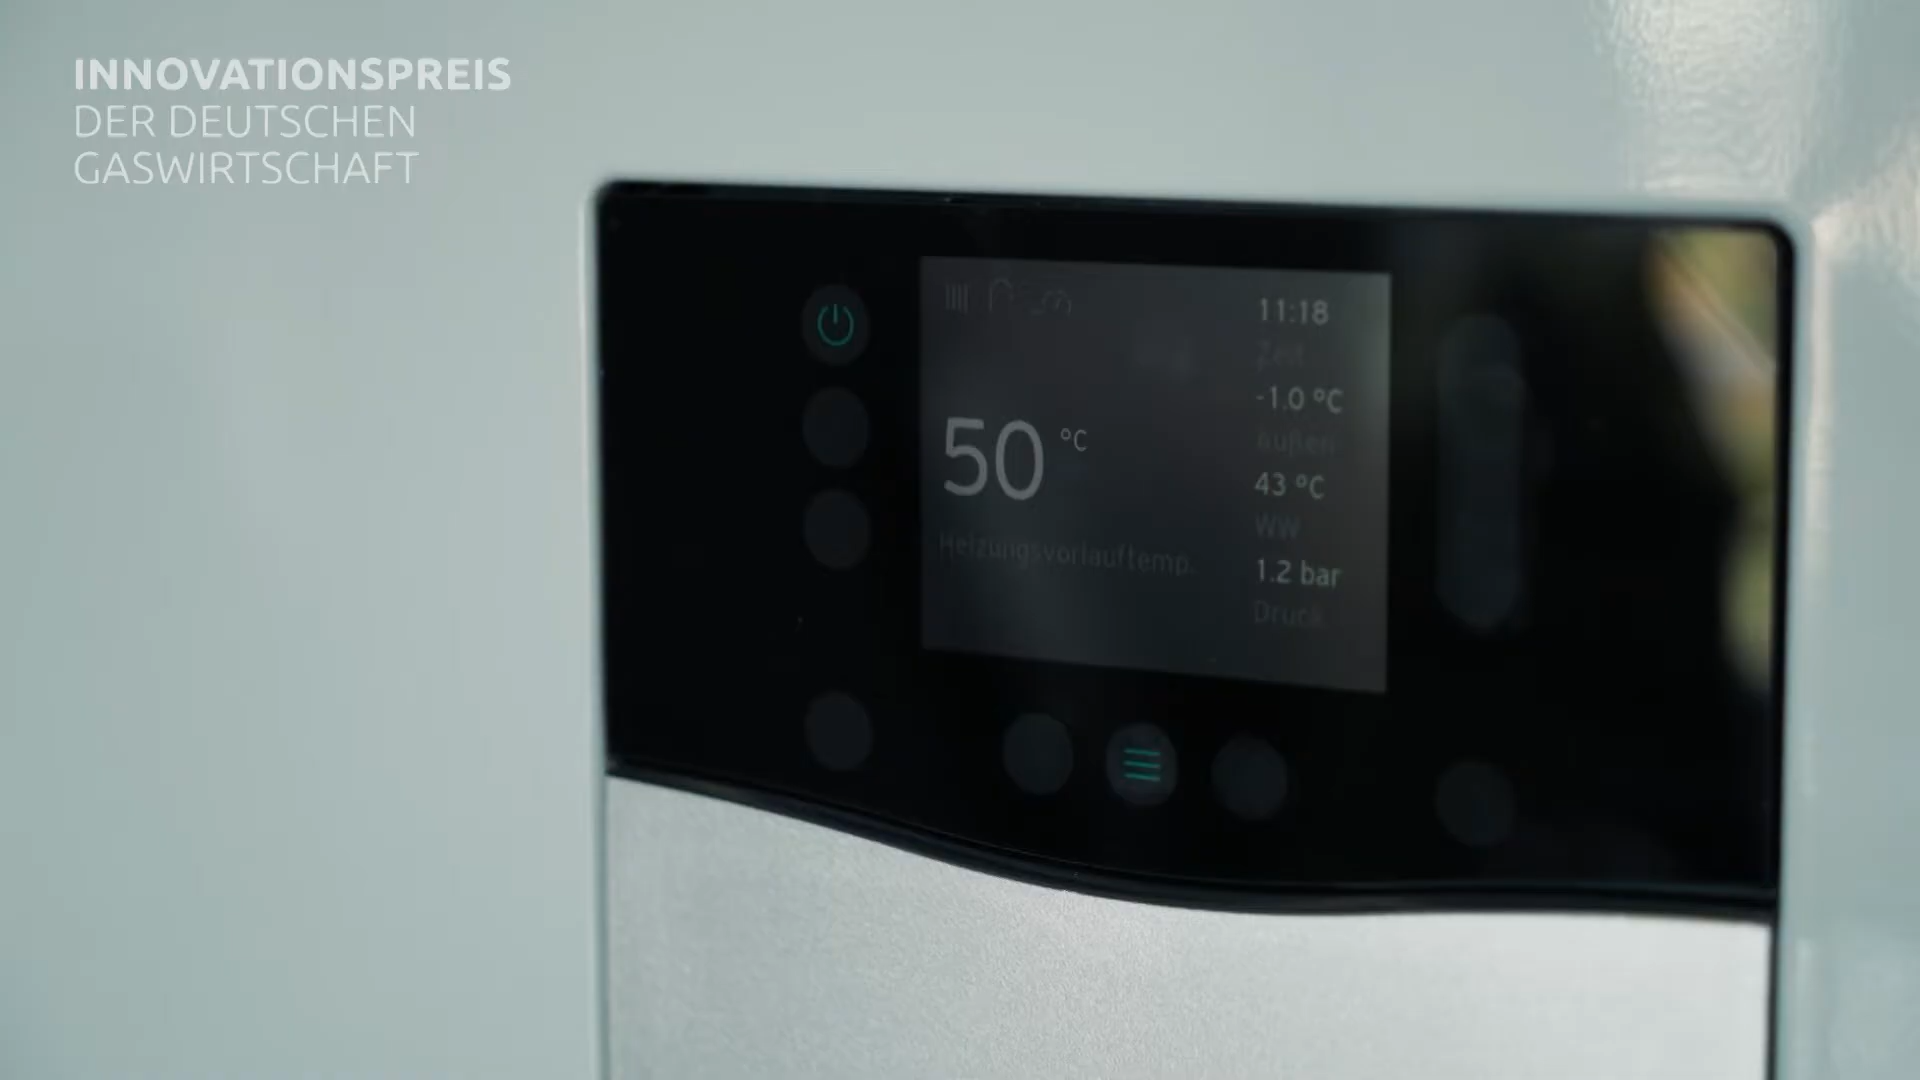 INNOVATIONSPREIS
DER DEUTSCHEN
GASWIRTSCHAFT
11:18
Zeit
-1.0 °C
Außen
50 °C
43 °C
WW
Heizungsvorlauftemp.
1.2 bar
Druck